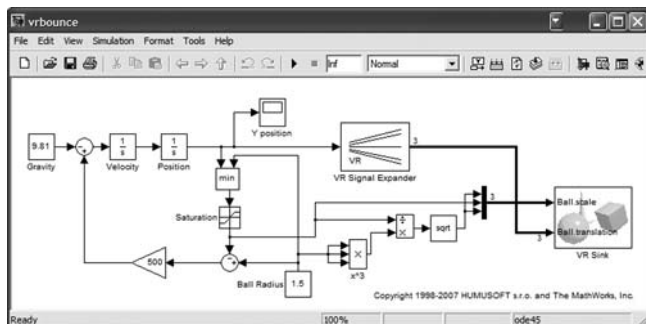 vrbounce
File Edit View Simulation Format Tools Help
Inf Normal
Y position
9.81
Gravity
1
s
Velocity
1
s
Position
VR
VR Signal Expander
3
min
Saturation
÷
×
sqrt
3
Ball.scale
Ball.translation
3
VR Sink
500
Ball Radius
1.5
×
x^3
Copyright 1998-2007 HUMUSOFT s.r.o. and The MathWorks, Inc.
Ready 100% ode45